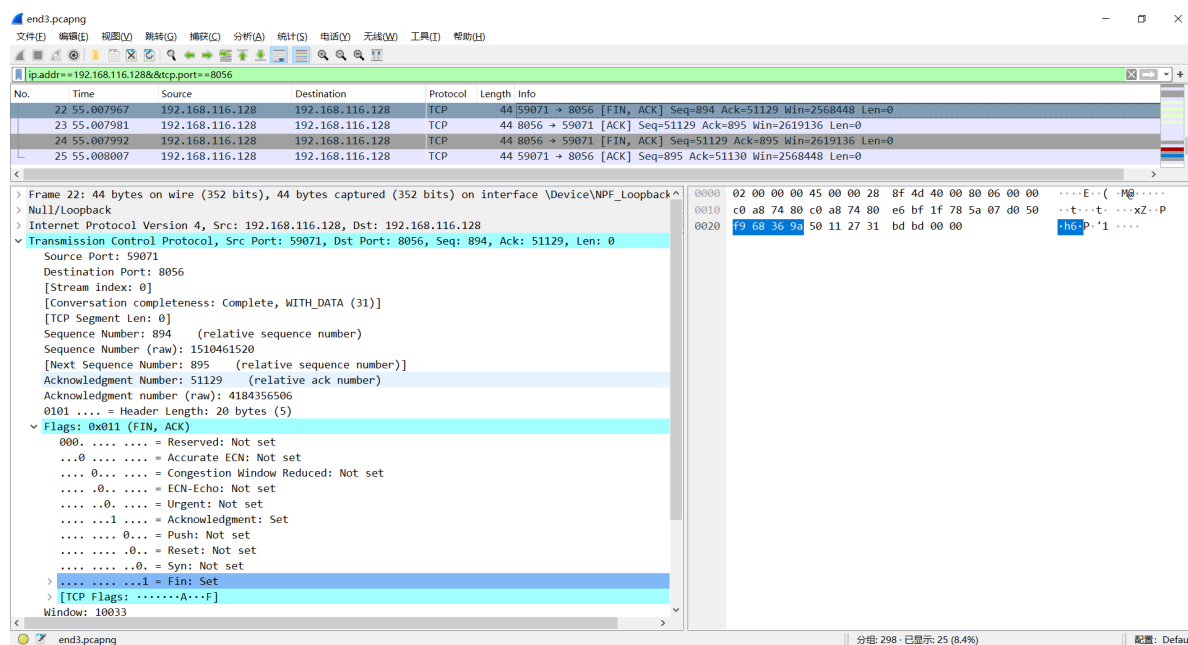 end3.pcapng
文件(F) 编辑(E) 视图(V) 跳转(G) 捕获(C) 分析(A) 统计(S) 电话(Y) 无线(W) 工具(T) 帮助(H)
ip.addr==192.168.116.128&&tcp.port==8056
No. Time Source Destination Protocol Length Info
22 55.007967 192.168.116.128 192.168.116.128 TCP 44 59071 → 8056 [FIN, ACK] Seq=894 Ack=51129 Win=2568448 Len=0
23 55.007981 192.168.116.128 192.168.116.128 TCP 44 8056 → 59071 [ACK] Seq=51129 Ack=895 Win=2619136 Len=0
24 55.007992 192.168.116.128 192.168.116.128 TCP 44 8056 → 59071 [FIN, ACK] Seq=51129 Ack=895 Win=2619136 Len=0
25 55.008007 192.168.116.128 192.168.116.128 TCP 44 59071 → 8056 [ACK] Seq=895 Ack=51130 Win=2568448 Len=0
Frame 22: 44 bytes on wire (352 bits), 44 bytes captured (352 bits) on interface \Device\NPF_Loopback
Null/Loopback
Internet Protocol Version 4, Src: 192.168.116.128, Dst: 192.168.116.128
Transmission Control Protocol, Src Port: 59071, Dst Port: 8056, Seq: 894, Ack: 51129, Len: 0
Source Port: 59071
Destination Port: 8056
[Stream index: 0]
[Conversation completeness: Complete, WITH_DATA (31)]
[TCP Segment Len: 0]
Sequence Number: 894 (relative sequence number)
Sequence Number (raw): 1510461520
[Next Sequence Number: 895 (relative sequence number)]
Acknowledgment Number: 51129 (relative ack number)
Acknowledgment number (raw): 4184356506
0101 .... = Header Length: 20 bytes (5)
Flags: 0x011 (FIN, ACK)
000. .... .... = Reserved: Not set
...0 .... .... = Accurate ECN: Not set
.... 0... .... = Congestion Window Reduced: Not set
.... .0.. .... = ECN-Echo: Not set
.... ..0. .... = Urgent: Not set
.... ...1 .... = Acknowledgment: Set
.... .... 0... = Push: Not set
.... .... .0.. = Reset: Not set
.... .... ..0. = Syn: Not set
.... .... ...1 = Fin: Set
[TCP Flags: ·······A···F]
Window: 10033
0000 02 00 00 00 45 00 00 28 8f 4d 40 00 80 06 00 00 ····E··( ·M@·····
0010 c0 a8 74 80 c0 a8 74 80 e6 bf 1f 78 5a 07 d0 50 ··t···t· ···xZ··P
0020 f9 68 36 9a 50 11 27 31 bd bd 00 00 ·h6·P·'1 ····
end3.pcapng
分组: 298 · 已显示: 25 (8.4%)
配置: Defau